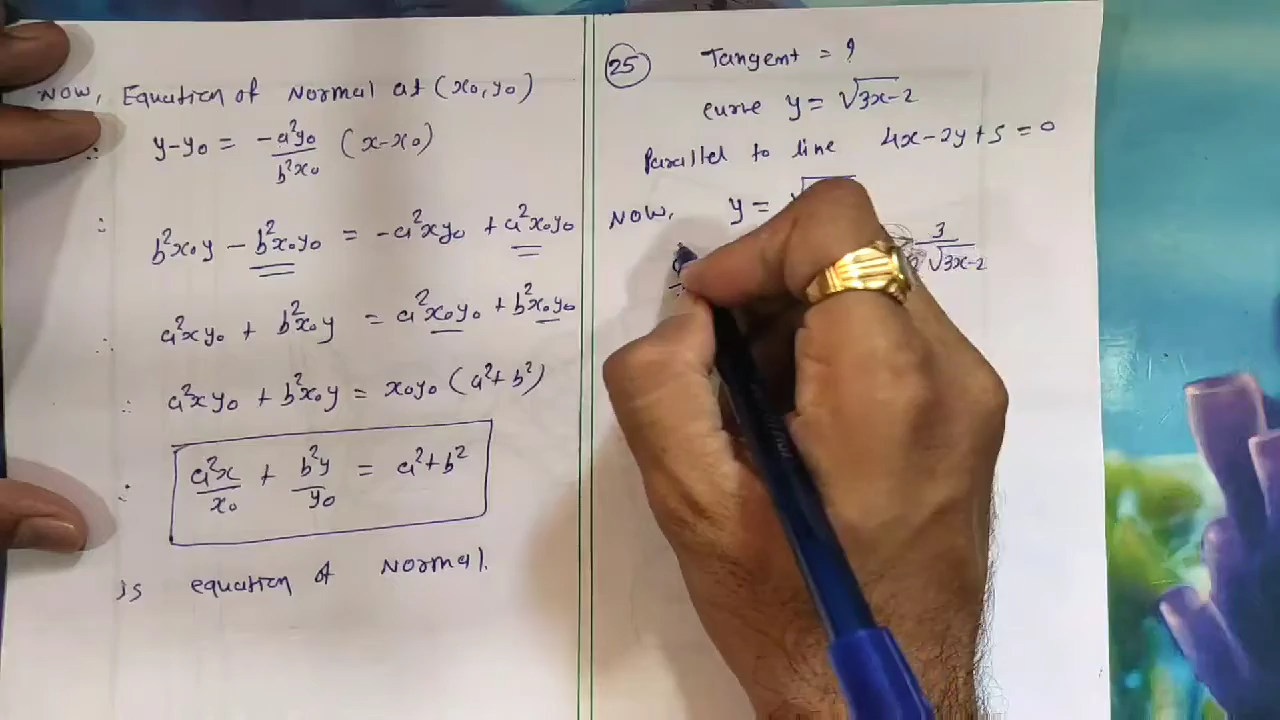 Now, Equation of Normal at (x₀, y₀)
∴ y-y₀ = -a²y₀/b²x₀ (x-x₀)
∴ b²x₀y - b²x₀y₀ = -a²xy₀ + a²x₀y₀
∴ a²xy₀ + b²x₀y = a²x₀y₀ + b²x₀y₀
∴ a²xy₀ + b²x₀y = x₀y₀ (a²+b²)
∴ a²x/x₀ + b²y/y₀ = a²+b²
is equation of Normal.
25 Tangent = ?
curve y = √3x-2
Parallel to line 4x-2y+5=0
Now, y = √
3/√3x-2